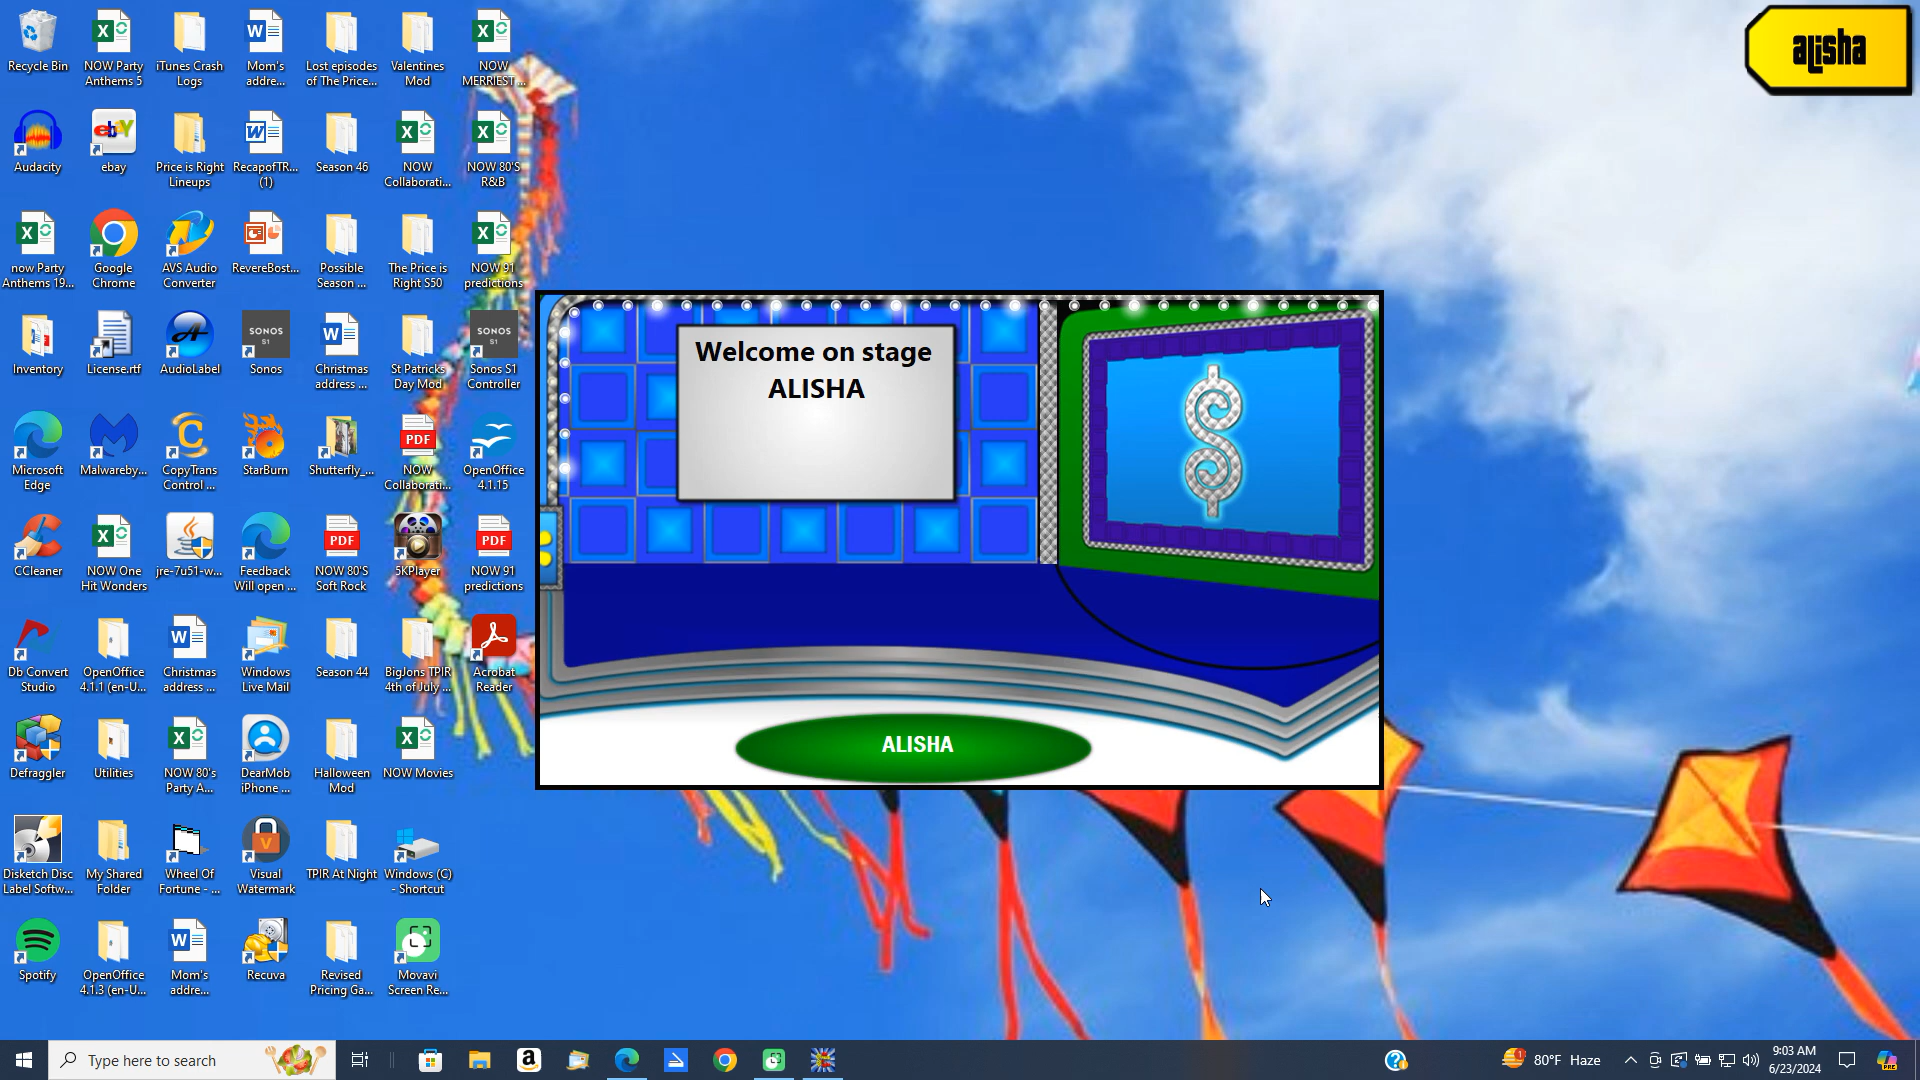 Recycle Bin
NOW Party
Anthems 5
iTunes Crash
Logs
Mom's
addre...
Lost episodes
of The Price...
Valentines
Mod
NOW
MERRIEST ...
alisha
Audacity
ebay
Price is Right
Lineups
RecapofTR...
(1)
Season 46
NOW
Collaborati...
NOW 80'S
R&B
now Party
Anthems 19...
Google
Chrome
AVS Audio
Converter
RevereBost...
Possible
Season ...
The Price is
Right S50
NOW 91
predictions
Inventory
License.rtf
AudioLabel
SONOS
S1
Sonos
Christmas
address ...
St Patricks
Day Mod
SONOS
S1
Sonos S1
Controller
Welcome on stage
ALISHA
Microsoft
Edge
Malwareby...
CopyTrans
Control ...
StarBurn
Shutterfly_...
PDF
NOW
Collaborati...
OpenOffice
4.1.15
CCleaner
NOW One
Hit Wonders
jre-7u51-w...
Feedback
Will open ...
PDF
NOW 80'S
Soft Rock
5KPlayer
PDF
NOW 91
predictions
Db Convert
Studio
OpenOffice
4.1.1 (en-U...
Christmas
address ...
Windows
Live Mail
Season 44
BigJons TPIR
4th of July ...
Acrobat
Reader
ALISHA
Defraggler
Utilities
NOW 80's
Party A...
DearMob
iPhone ...
Halloween
Mod
NOW Movies
Disketch Disc
Label Softw...
My Shared
Folder
Wheel Of
Fortune - ...
Visual
Watermark
TPIR At Night
Windows (C)
- Shortcut
Spotify
OpenOffice
4.1.3 (en-U...
Mom's
addre...
Recuva
Revised
Pricing Ga...
Movavi
Screen Re...
Type here to search
80°F Haze
9:03 AM
6/23/2024